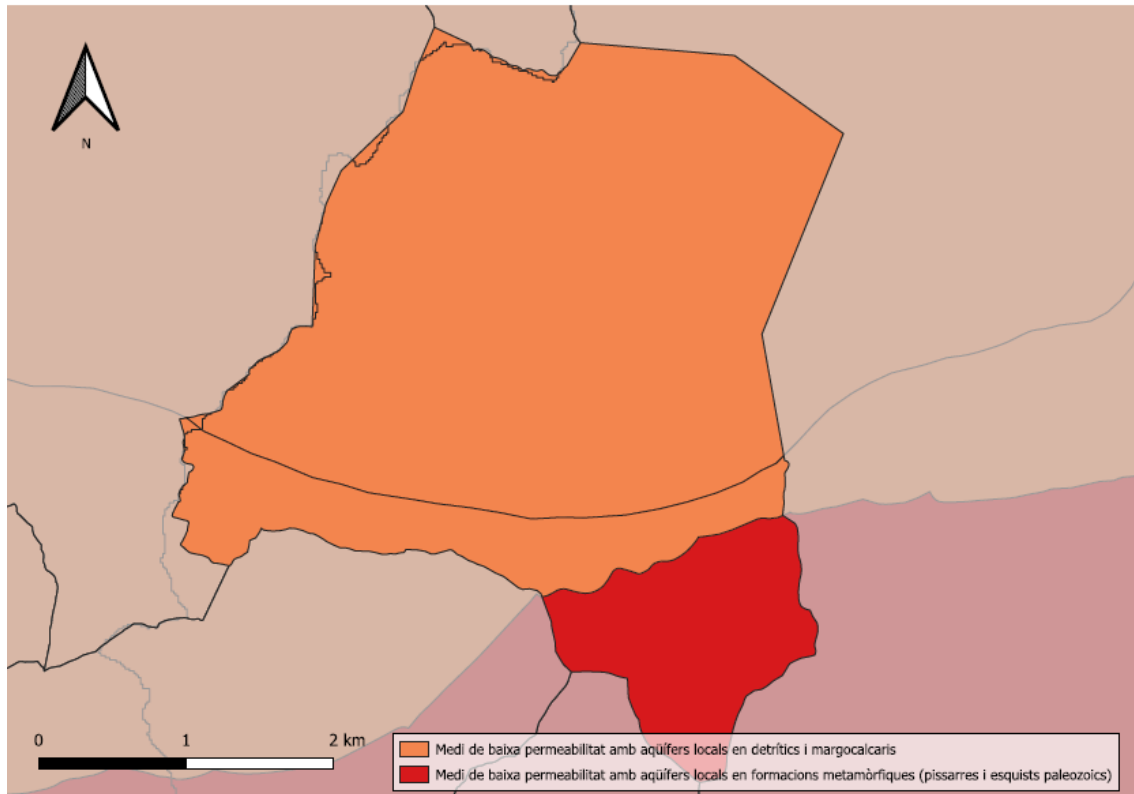 N
0 1 2 km
Medi de baixa permeabilitat amb aqüífers locals en detrítics i margocalcaris
Medi de baixa permeabilitat amb aqüífers locals en formacions metamòrfiques (pissarres i esquists paleozoics)